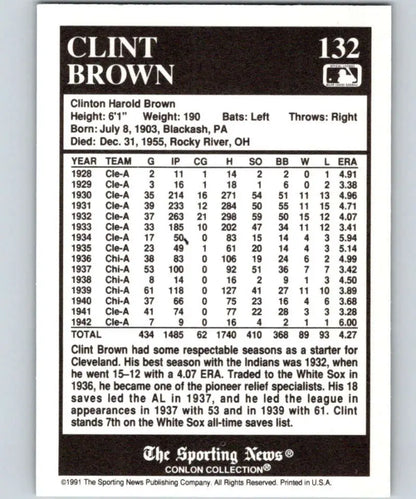 CLINT 132
BROWN
Clinton Harold Brown
Height: 6'1" Weight: 190 Bats: Left Throws: Right
Born: July 8, 1903, Blackash, PA
Died: Dec. 31, 1955, Rocky River, OH
YEAR TEAM G IP CG H SO BB W L ERA
1928 Cle-A 2 11 1 14 2 2 0 1 4.91
1929 Cle-A 3 16 1 18 1 6 0 2 3.38
1930 Cle-A 35 214 16 271 54 51 11 13 4.96
1931 Cle-A 39 233 12 284 50 55 11 15 4.71
1932 Cle-A 37 263 21 298 59 50 15 12 4.07
1933 Cle-A 33 185 10 202 47 34 11 12 3.41
1934 Cle-A 17 50 0 83 15 14 4 3 5.94
1935 Cle-A 23 49 1 61 20 14 4 3 5.14
1936 Chi-A 38 83 0 106 19 24 6 2 4.99
1937 Chi-A 53 100 0 92 51 36 7 7 3.42
1938 Chi-A 8 14 0 16 2 9 1 3 4.50
1939 Chi-A 61 118 0 127 41 27 11 10 3.89
1940 Chi-A 37 66 0 75 23 16 4 6 3.68
1941 Cle-A 41 74 0 77 22 28 3 3 3.28
1942 Cle-A 7 9 0 16 4 2 1 1 6.00
TOTAL 434 1485 62 1740 410 368 89 93 4.27
Clint Brown had some respectable seasons as a starter for
Cleveland. His best season with the Indians was 1932, when
he went 15–12 with a 4.07 ERA. Traded to the White Sox in
1936, he became one of the pioneer relief specialists. His 18
saves led the AL in 1937, and he led the league in
appearances in 1937 with 53 and in 1939 with 61. Clint
stands 7th on the White Sox all-time saves list.
The Sporting News®
CONLON COLLECTION®
©1991 The Sporting News Publishing Company. All Rights Reserved. Printed in U.S.A.